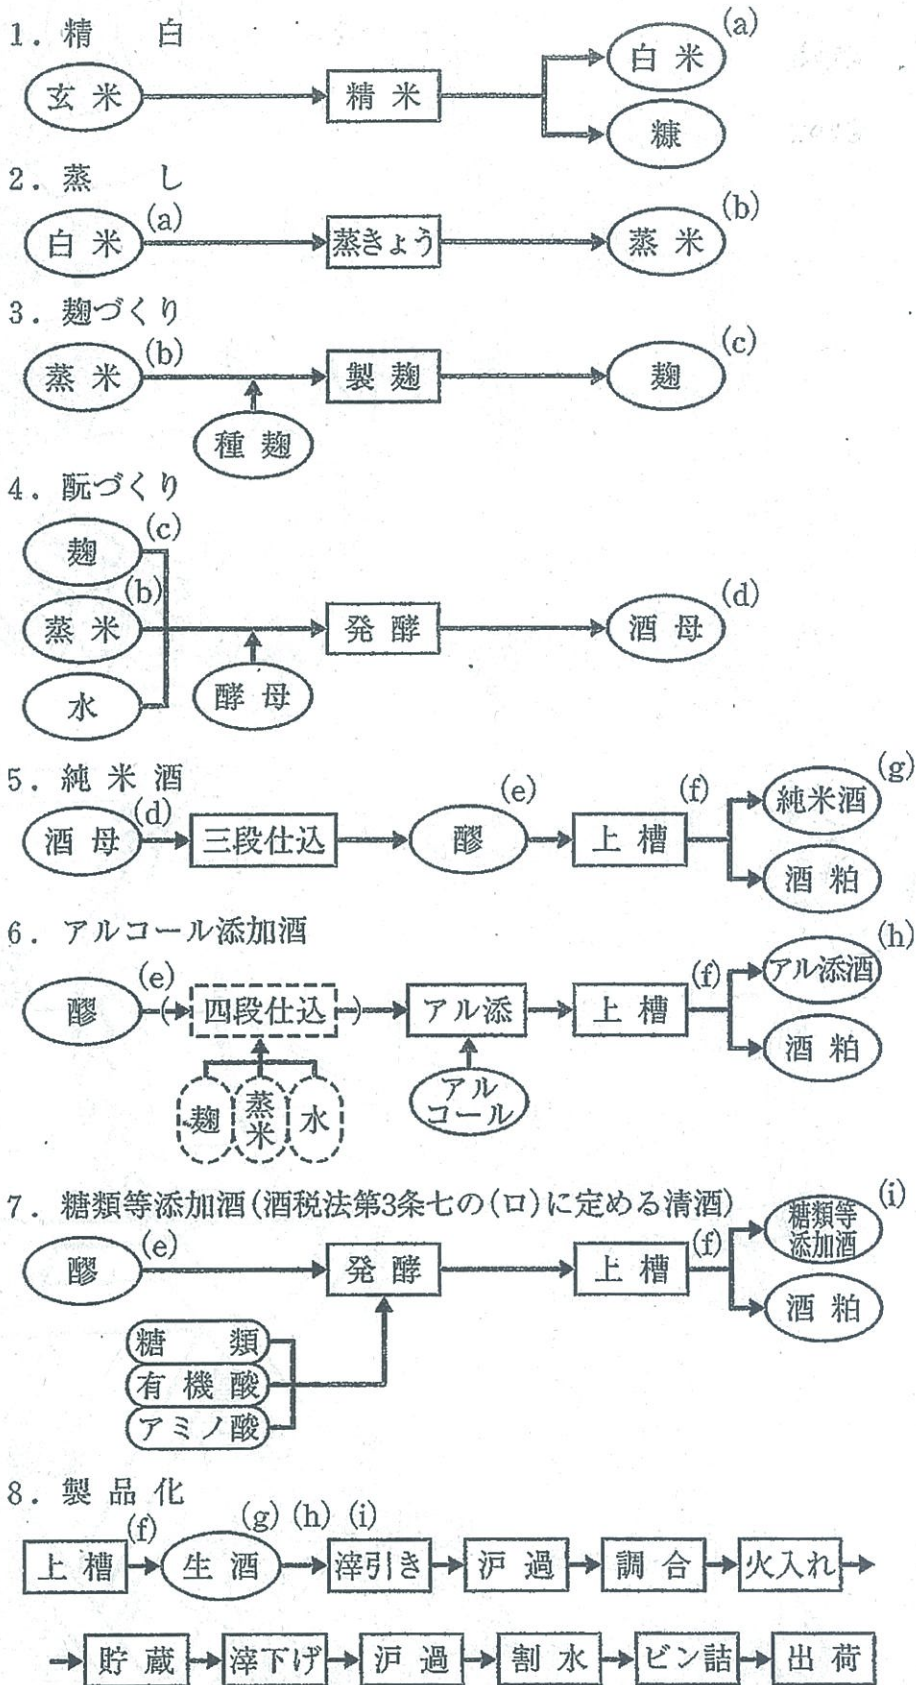 1. 精 白
(a)
玄 米 精 米 白 米
糠
2. 蒸 し
(a) (b)
白 米 蒸きょう 蒸 米
3. 麹づくり
(b) (c)
蒸 米 製 麹 麹
種 麹
4. 酛づくり
(c)
麹
(b) (d)
蒸 米 発 酵 酒 母
水 酵 母
5. 純 米 酒
(d) (e) (f) (g)
酒 母 三段仕込 醪 上 槽 純米酒
酒 粕
6. アルコール添加酒
(e) (f) (h)
醪 ( 四段仕込 ) アル添 上 槽 アル添酒
酒 粕
麹 蒸米 水 アルコール
7. 糖類等添加酒(酒税法第3条七の(ロ)に定める清酒)
(e) (f) (i)
醪 発 酵 上 槽 糖類等添加酒
酒 粕
糖 類
有 機 酸
アミノ酸
8. 製 品 化
(f) (g) (h) (i)
上 槽 生 酒 滓引き 沪 過 調 合 火入れ
貯 蔵 滓下げ 沪 過 割 水 ビン詰 出 荷